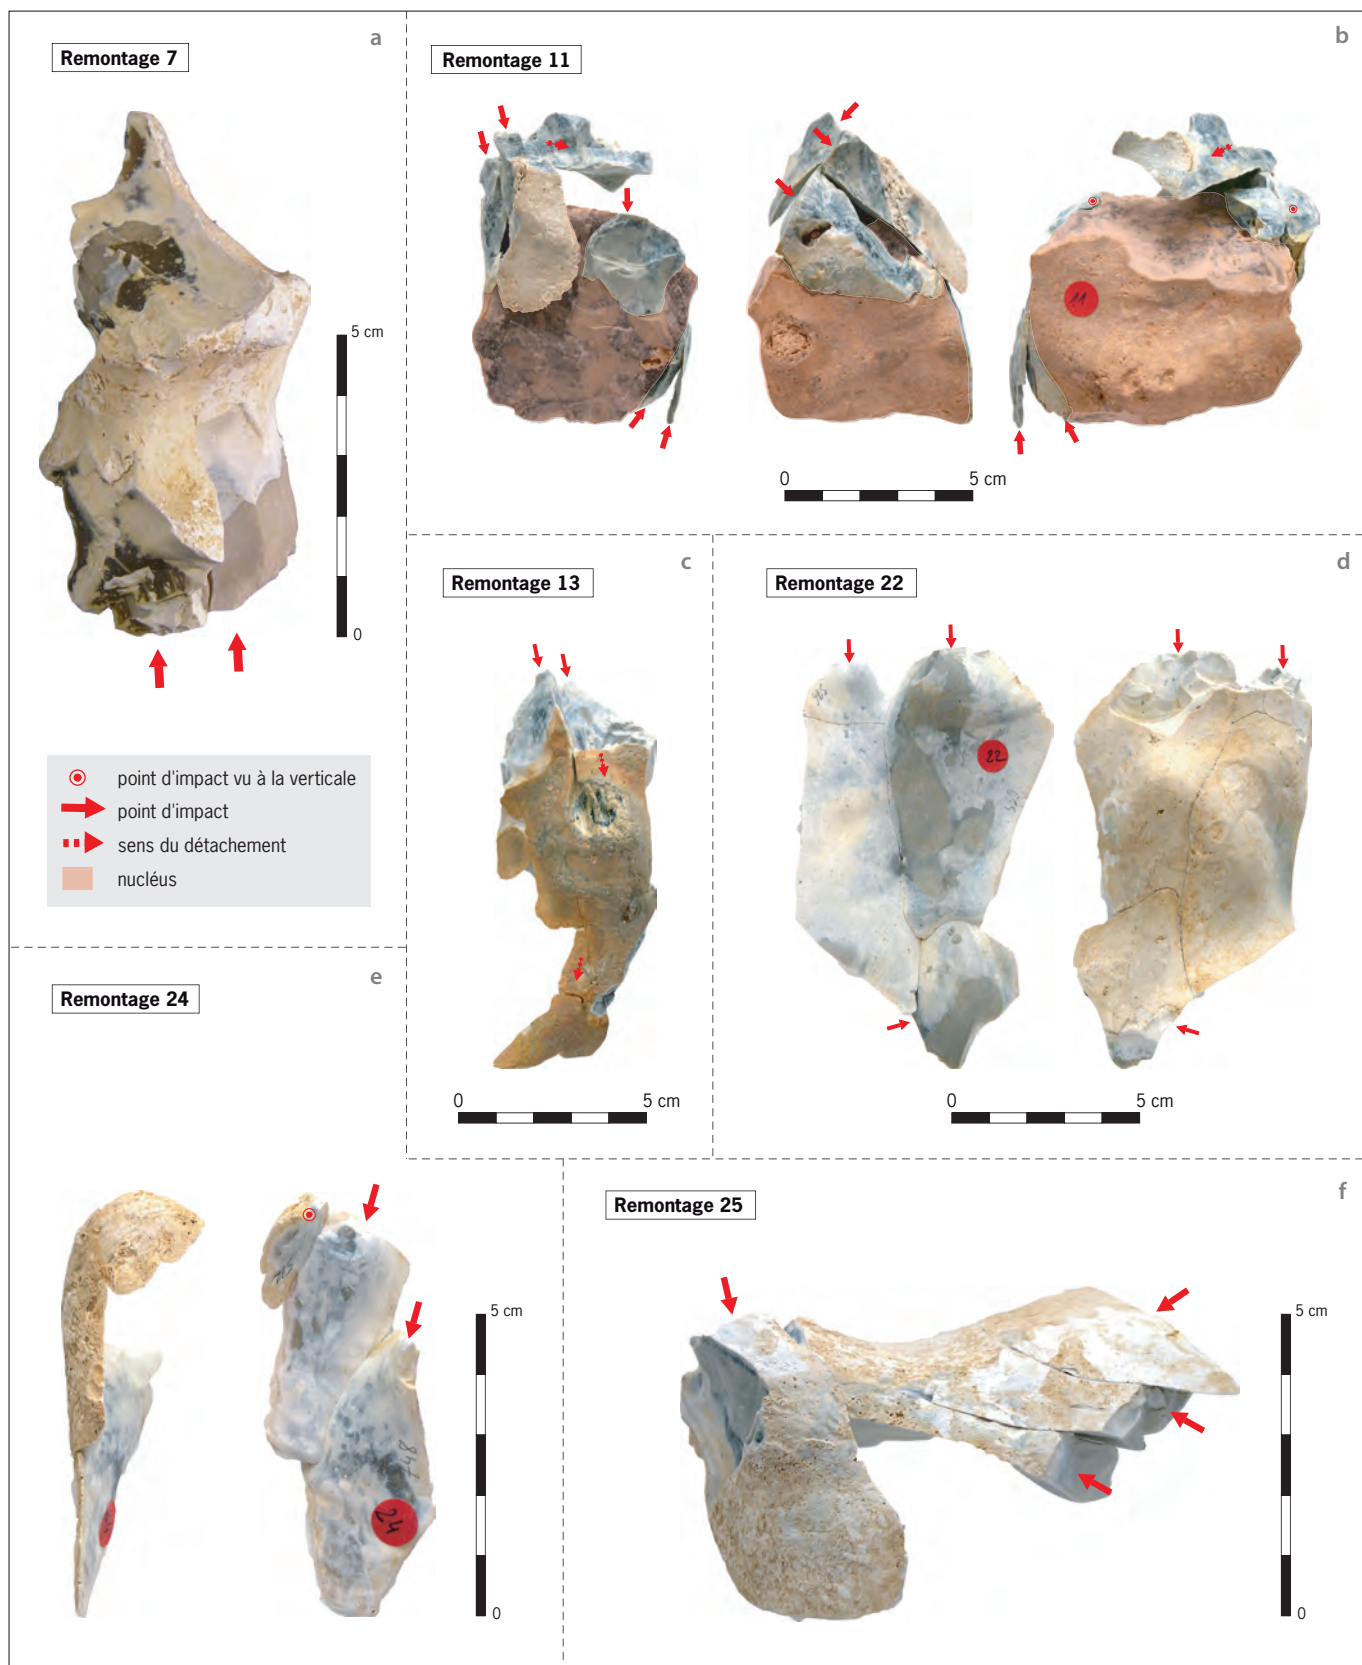 a
Remontage 7
5 cm
0
point d'impact vu à la verticale
point d'impact
sens du détachement
nucléus
b
Remontage 11
11
0 5 cm
c
Remontage 13
0 5 cm
d
Remontage 22
22
0 5 cm
e
Remontage 24
748
24
5 cm
0
f
Remontage 25
5 cm
0